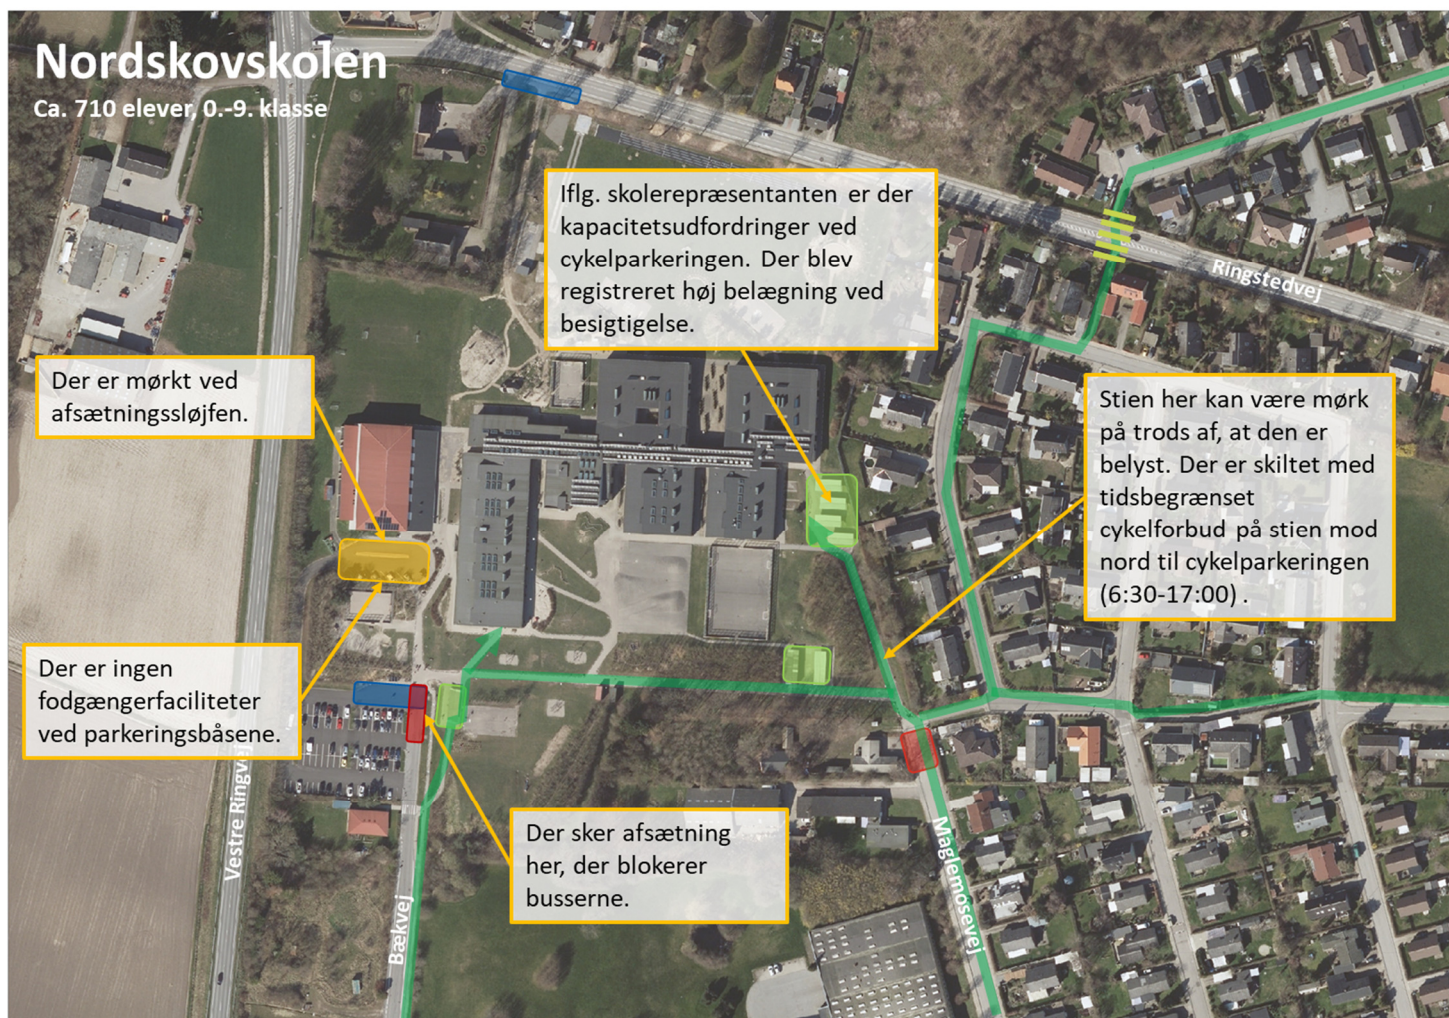 Nordskovskolen
Ca. 710 elever, 0.-9. klasse
Iflg. skolerepræsentanten er der
kapacitetsudfordringer ved
cykelparkeringen. Der blev
registreret høj belægning ved
besigtigelse.
Ringstedvej
Der er mørkt ved
afsætningssløjfen.
Stien her kan være mørk
på trods af, at den er
belyst. Der er skiltet med
tidsbegrænset
cykelforbud på stien mod
nord til cykelparkeringen
(6:30-17:00) .
Der er ingen
fodgængerfaciliteter
ved parkeringsbåsene.
Vestre Ringvej
Der sker afsætning
her, der blokerer
busserne.
Maglemosevej
Bækvej